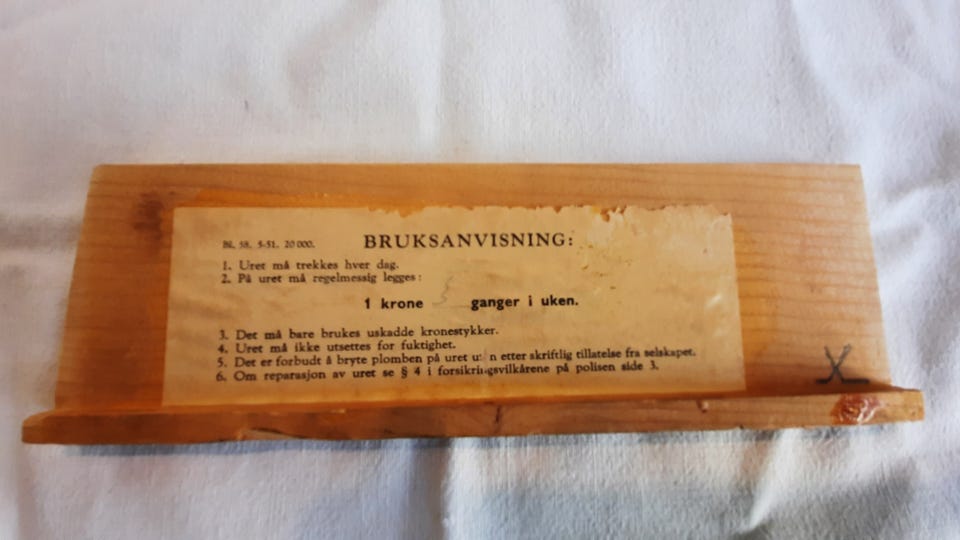 Bl. 58. 5-51. 20 000.
BRUKSANVISNING:
1. Uret må trekkes hver dag.
2. På uret må regelmessig legges:
1 krone ganger i uken.
3. Det må bare brukes uskadde kronestykker.
4. Uret må ikke utsettes for fuktighet.
5. Det er forbudt å bryte plomben på uret etter skriftlig tillatelse fra selskapet.
6. Om reparasjon av uret se § 4 i forsikringsvilkårene på polisen side 3.